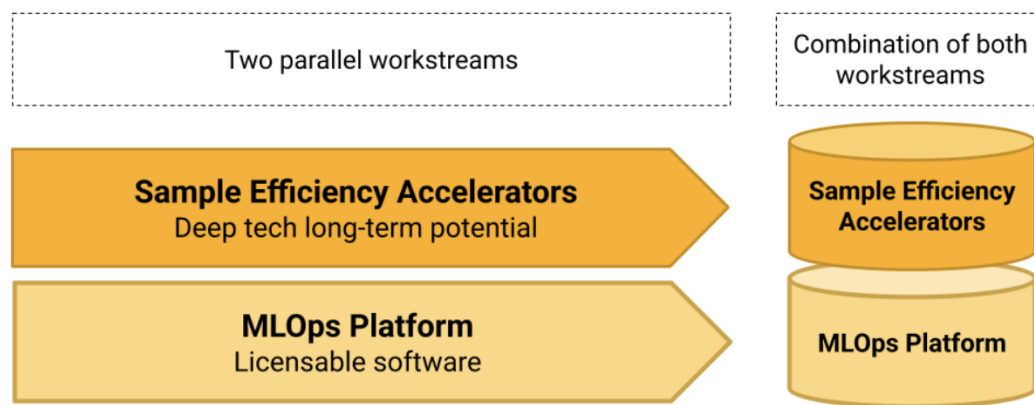 Two parallel workstreams
Combination of both
workstreams
Sample Efficiency Accelerators
Deep tech long-term potential
Sample Efficiency
Accelerators
MLOps Platform
Licensable software
MLOps Platform